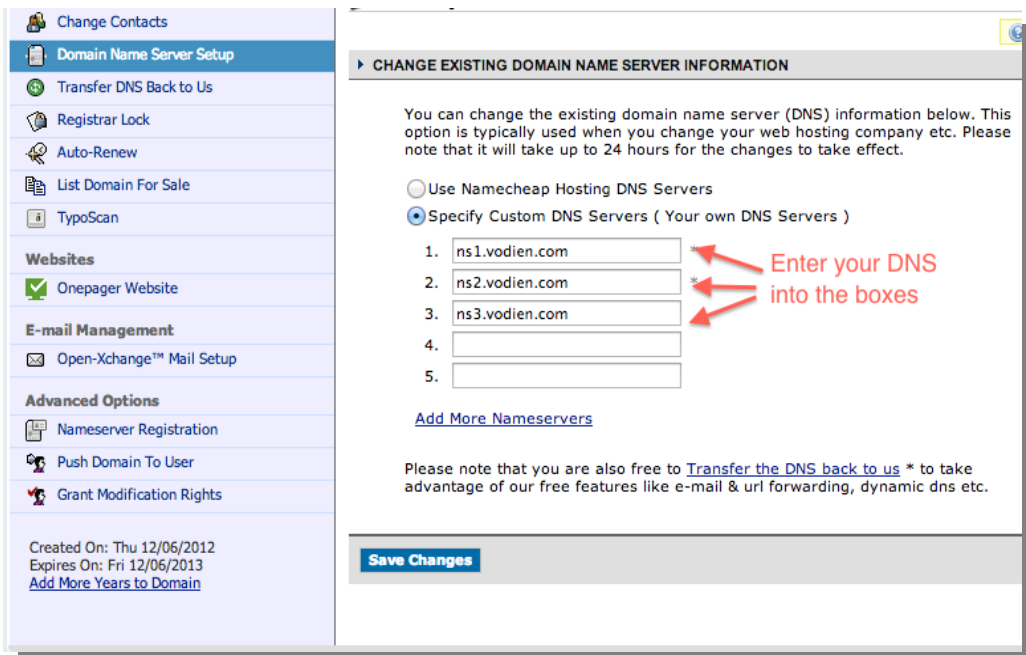 Change Contacts
Domain Name Server Setup
Transfer DNS Back to Us
Registrar Lock
Auto-Renew
List Domain For Sale
TypoScan
Websites
Onepager Website
E-mail Management
Open-Xchange™ Mail Setup
Advanced Options
Nameserver Registration
Push Domain To User
Grant Modification Rights
Created On: Thu 12/06/2012
Expires On: Fri 12/06/2013
Add More Years to Domain
CHANGE EXISTING DOMAIN NAME SERVER INFORMATION
You can change the existing domain name server (DNS) information below. This
option is typically used when you change your web hosting company etc. Please
note that it will take up to 24 hours for the changes to take effect.
Use Namecheap Hosting DNS Servers
Specify Custom DNS Servers ( Your own DNS Servers )
1. ns1.vodien.com *
2. ns2.vodien.com *
3. ns3.vodien.com
4.
5.
Enter your DNS
into the boxes
Add More Nameservers
Please note that you are also free to Transfer the DNS back to us * to take
advantage of our free features like e-mail & url forwarding, dynamic dns etc.
Save Changes